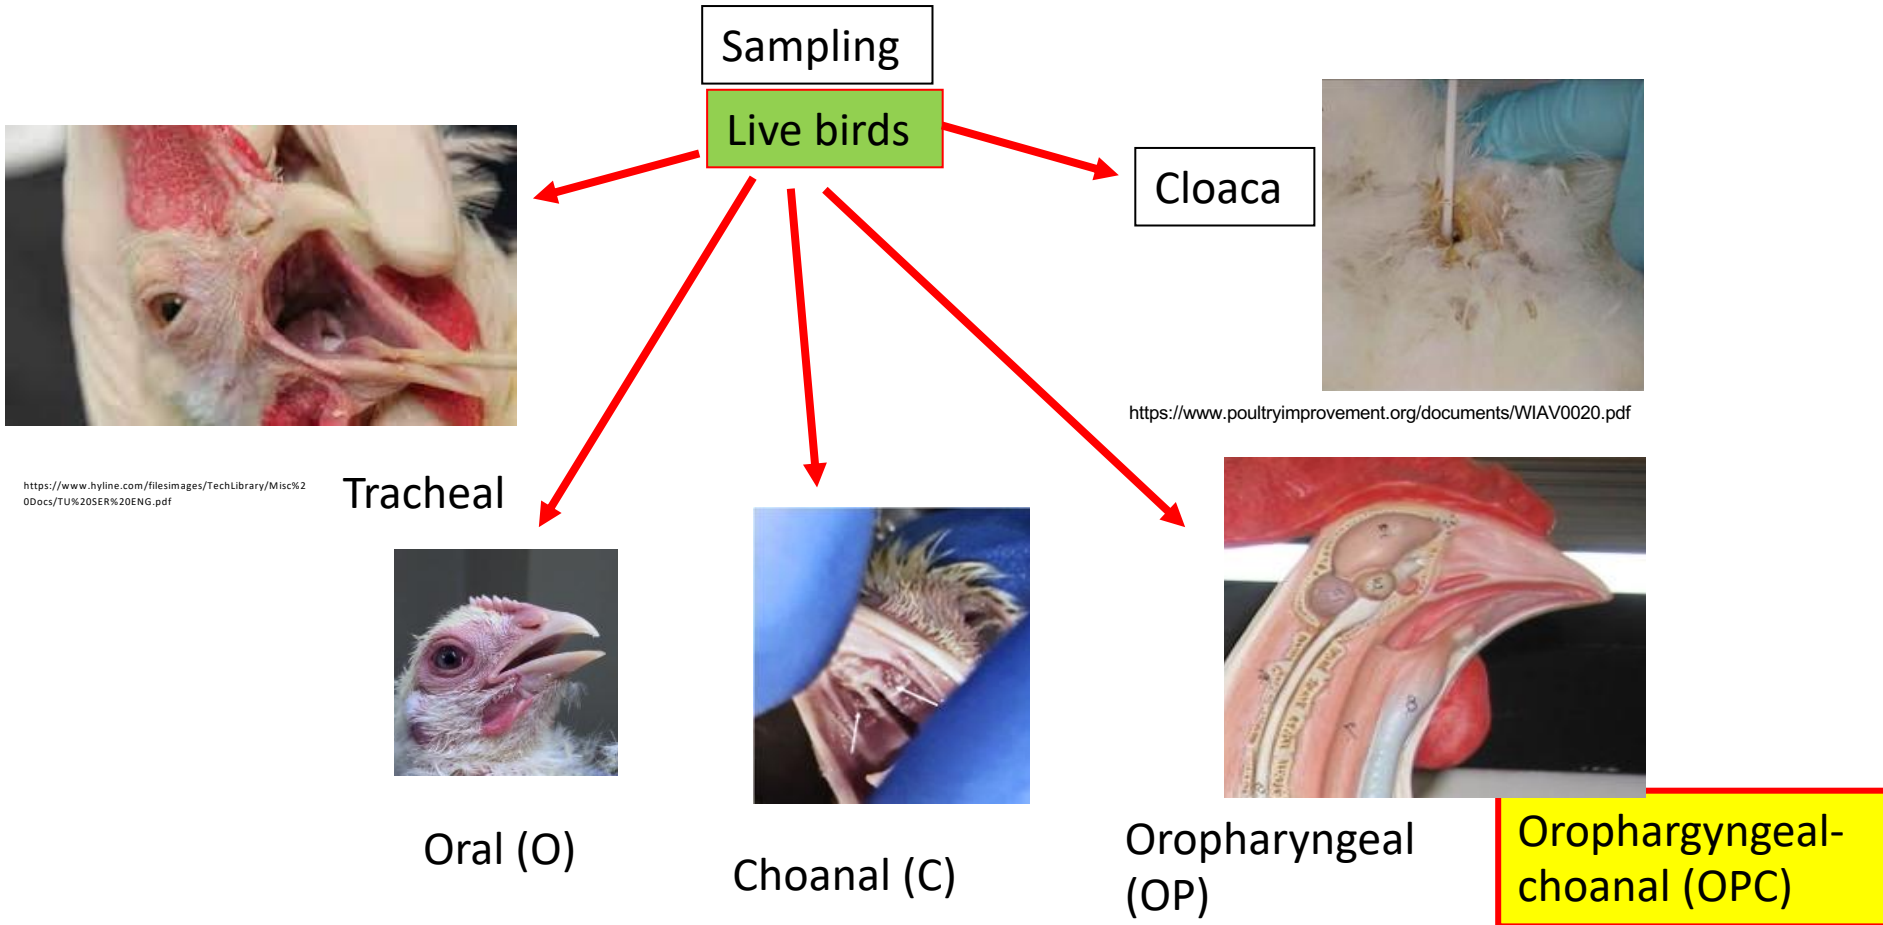 Sampling
Live birds
Cloaca
https://www.poultryimprovement.org/documents/WIAV0020.pdf
https://www.hyline.com/filesimages/TechLibrary/Misc%2
0Docs/TU%20SER%20ENG.pdf
Tracheal
Oral (O)
Choanal (C)
Oropharyngeal
(OP)
Orophargyngeal-
choanal (OPC)